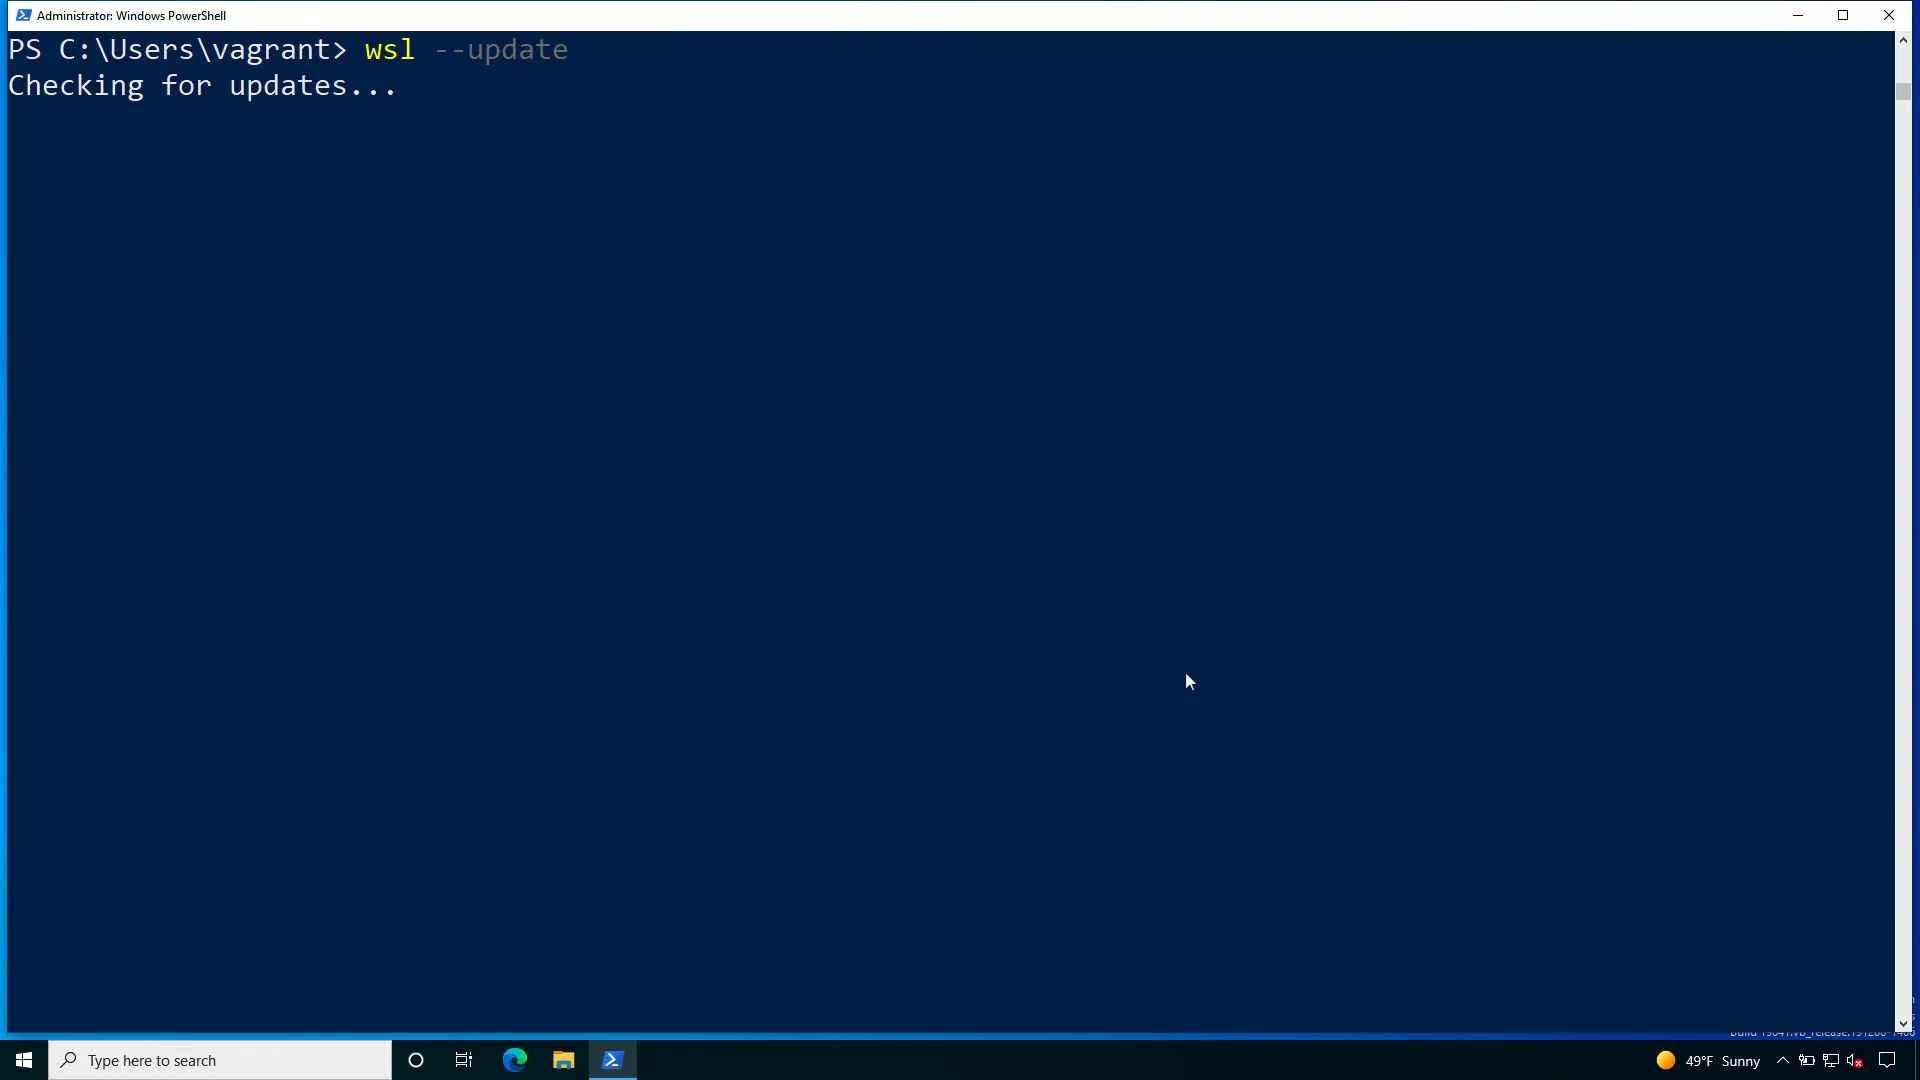 Administrator: Windows PowerShell
PS C:\Users\vagrant> wsl --update
Checking for updates...
Type here to search
49°F Sunny